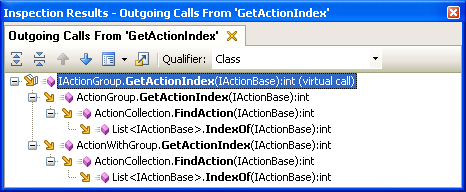 Inspection Results - Outgoing Calls From 'GetActionIndex'
Outgoing Calls From 'GetActionIndex'
Qualifier: Class
IActionGroup.GetActionIndex(IActionBase):int (virtual call)
ActionGroup.GetActionIndex(IActionBase):int
ActionCollection.FindAction(IActionBase):int
List<IActionBase>.IndexOf(IActionBase):int
ActionWithGroup.GetActionIndex(IActionBase):int
ActionCollection.FindAction(IActionBase):int
List<IActionBase>.IndexOf(IActionBase):int